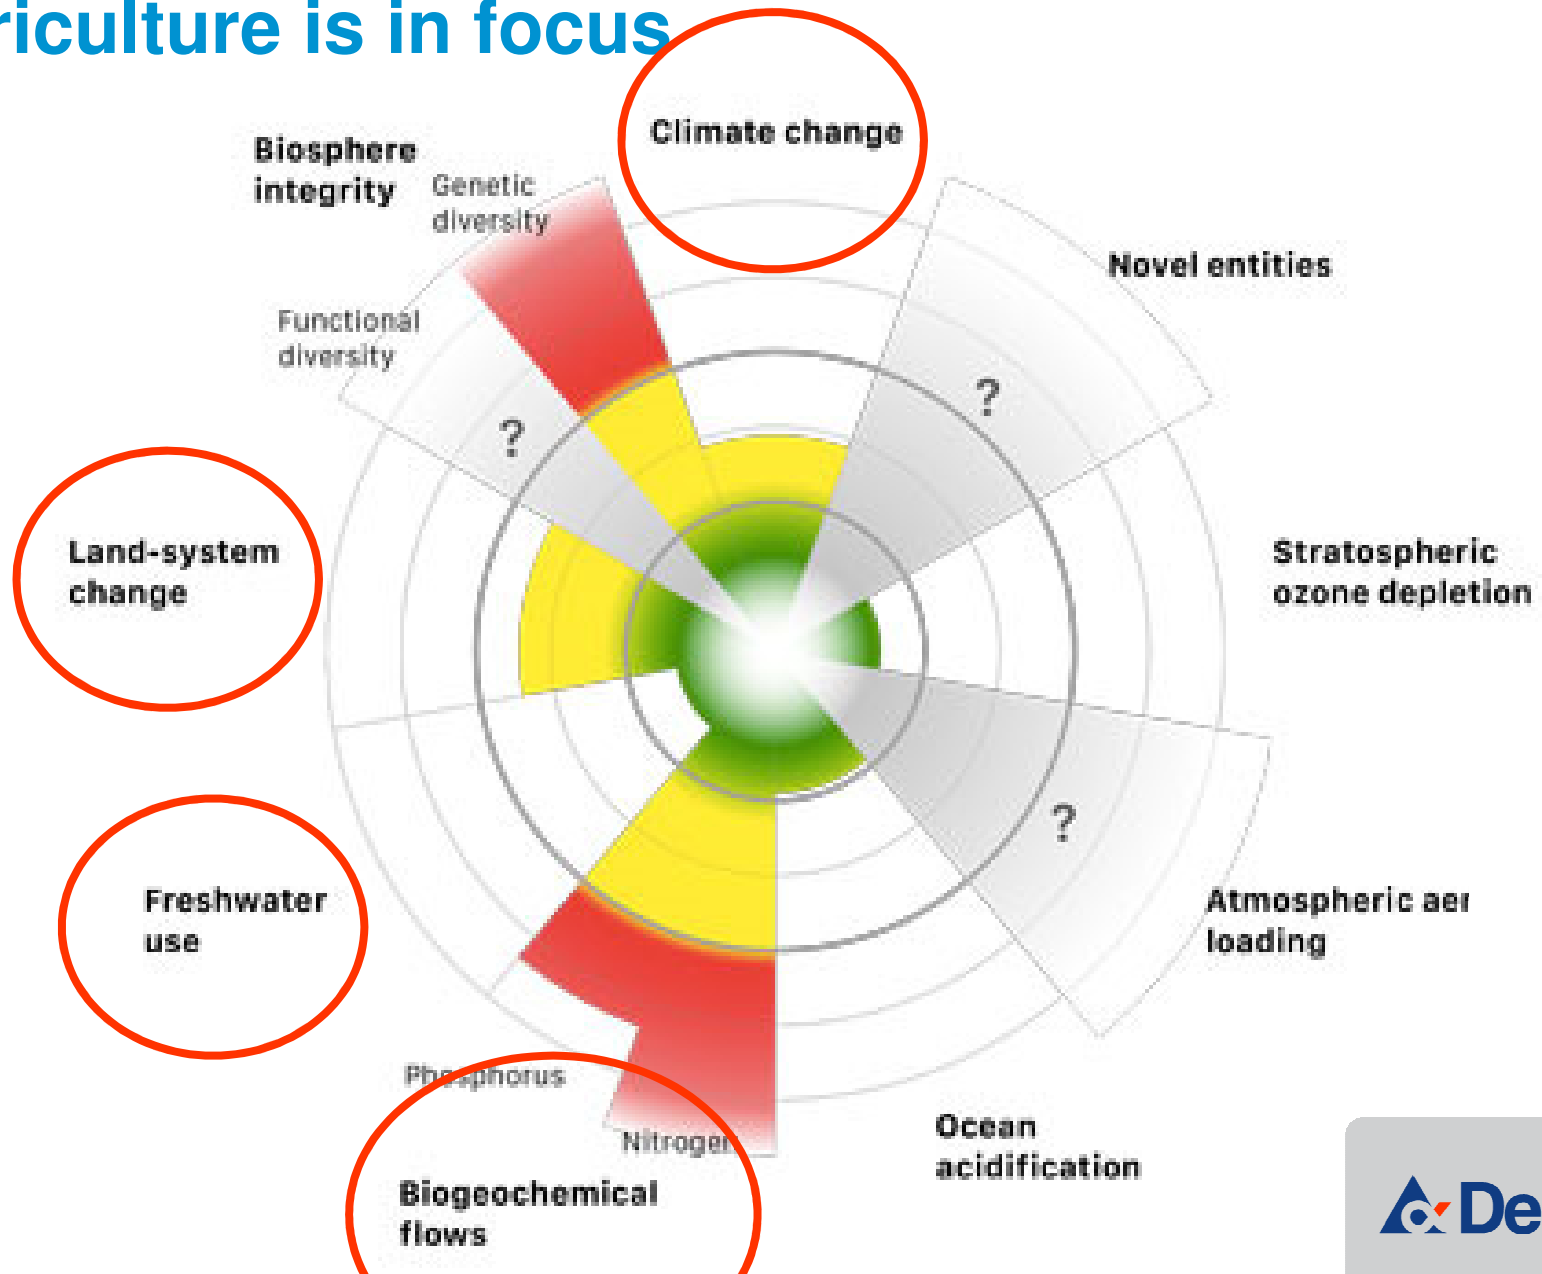 riculture is in focus
Climate change
Biosphere
integrity
Genetic
diversity
Novel entities
Functional
diversity
?
?
Land-system
change
Stratospheric
ozone depletion
Freshwater
use
?
Atmospheric aer
loading
Phosphorus
Nitrogen
Ocean
acidification
Biogeochemical
flows
De